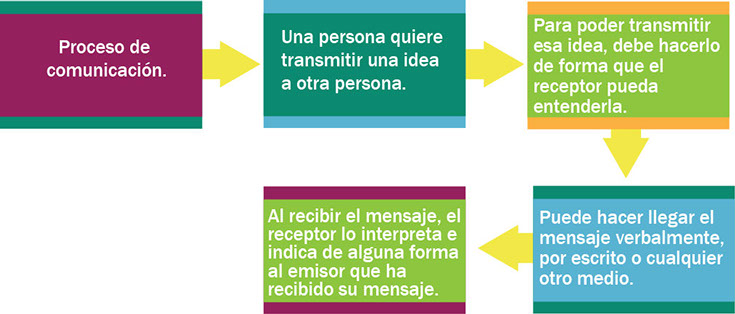 Proceso de
comunicación.
Una persona quiere
transmitir una idea
a otra persona.
Para poder transmitir
esa idea, debe hacerlo
de forma que el
receptor pueda
entenderla.
Puede hacer llegar el
mensaje verbalmente,
por escrito o cualquier
otro medio.
Al recibir el mensaje, el
receptor lo interpreta e
indica de alguna forma
al emisor que ha
recibido su mensaje.